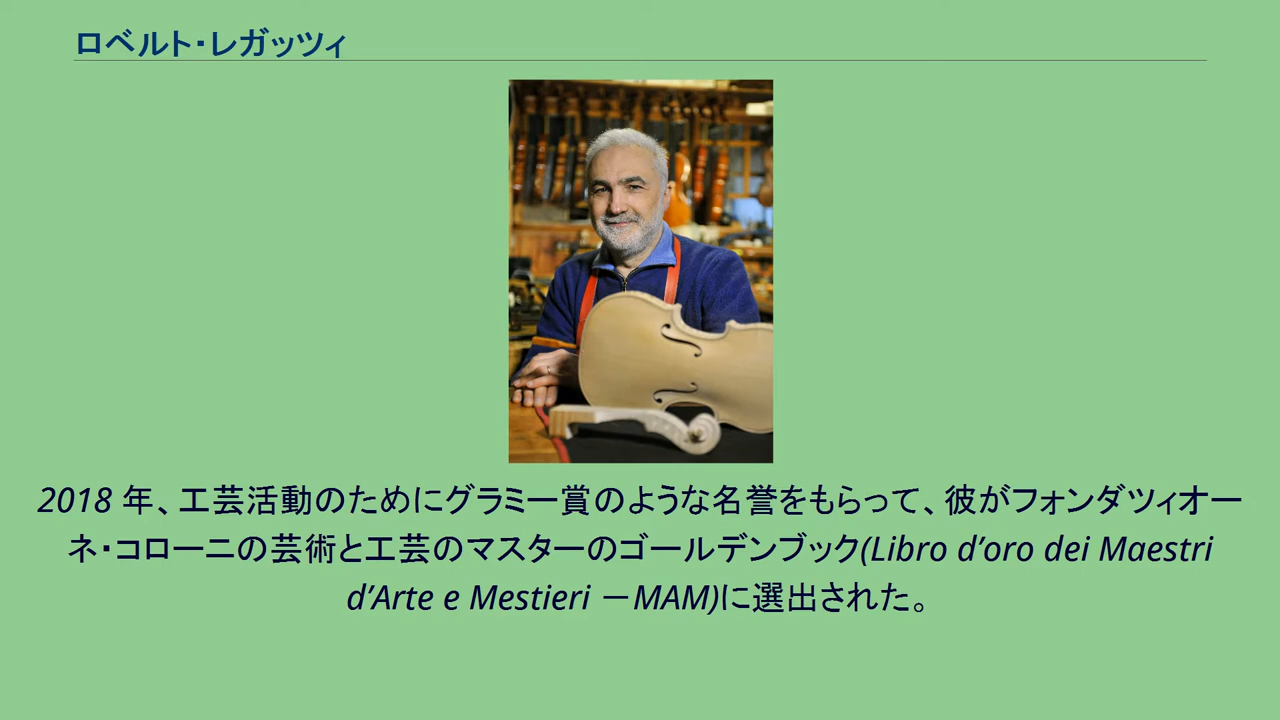 ロベルト・レガッツィ
2018 年、工芸活動のためにグラミー賞のような名誉をもらって、彼がフォンダツィオー
ネ・コローニの芸術と工芸のマスターのゴールデンブック(Libro d’oro dei Maestri
d’Arte e Mestieri －MAM)に選出された。